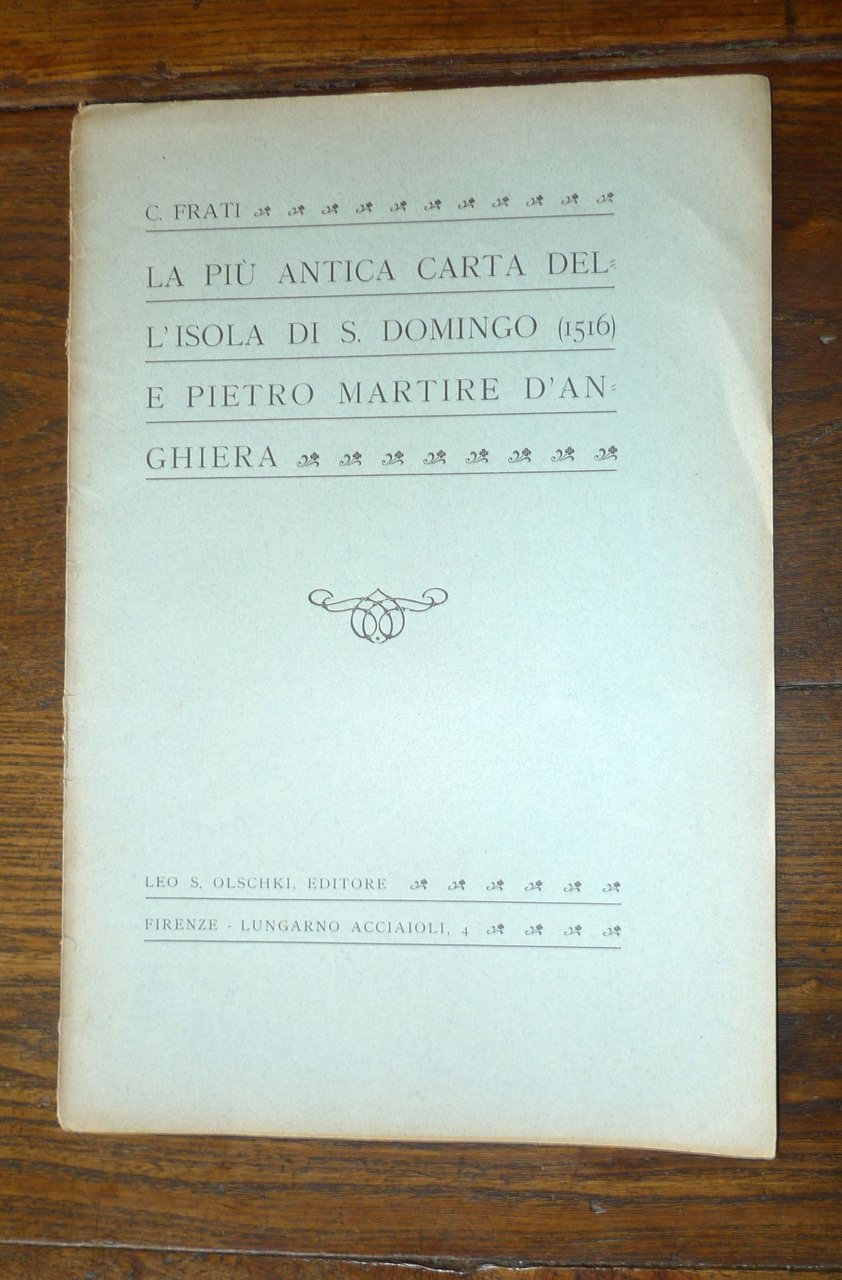 C. FRATI
LA PIÙ ANTICA CARTA DEL=
L'ISOLA DI S. DOMINGO (1516)
E PIETRO MARTIRE D'AN=
GHIERA
LEO S. OLSCHKI, EDITORE
FIRENZE - LUNGARNO ACCIAIOLI, 4